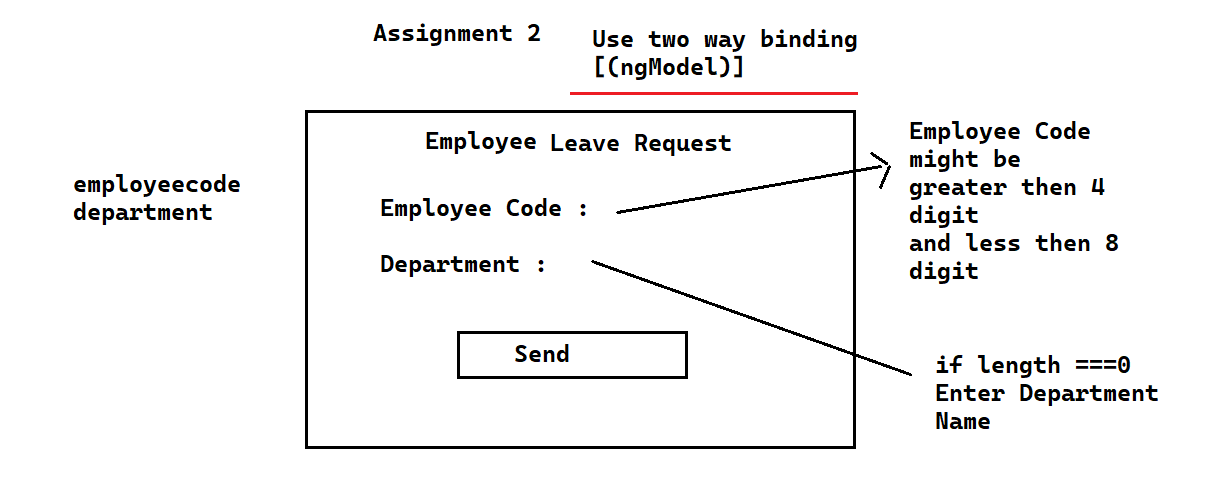 Assignment 2
Use two way binding
[(ngModel)]
Employee Leave Request
employeecode
department
Employee Code :
Department :
Send
Employee Code
might be
greater then 4
digit
and less then 8
digit
if length ===0
Enter Department
Name